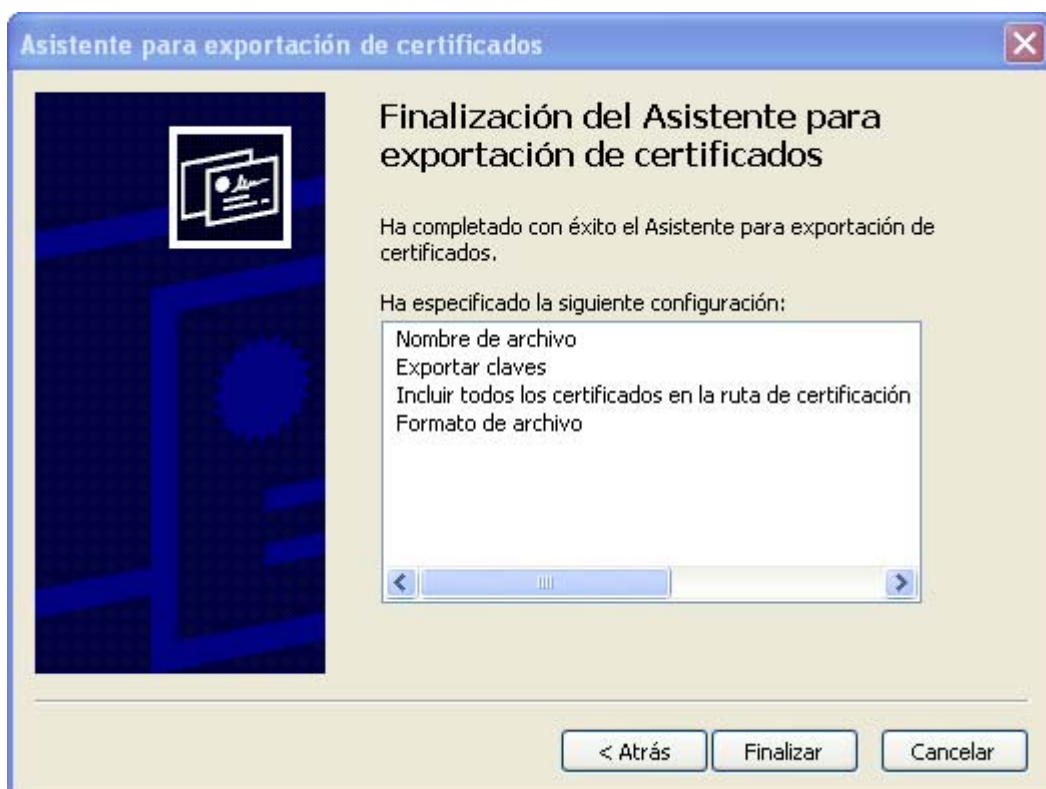 Asistente para exportación de certificados
Finalización del Asistente para
exportación de certificados
Ha completado con éxito el Asistente para exportación de
certificados.
Ha especificado la siguiente configuración:
Nombre de archivo
Exportar claves
Incluir todos los certificados en la ruta de certificación
Formato de archivo
< Atrás
Finalizar
Cancelar